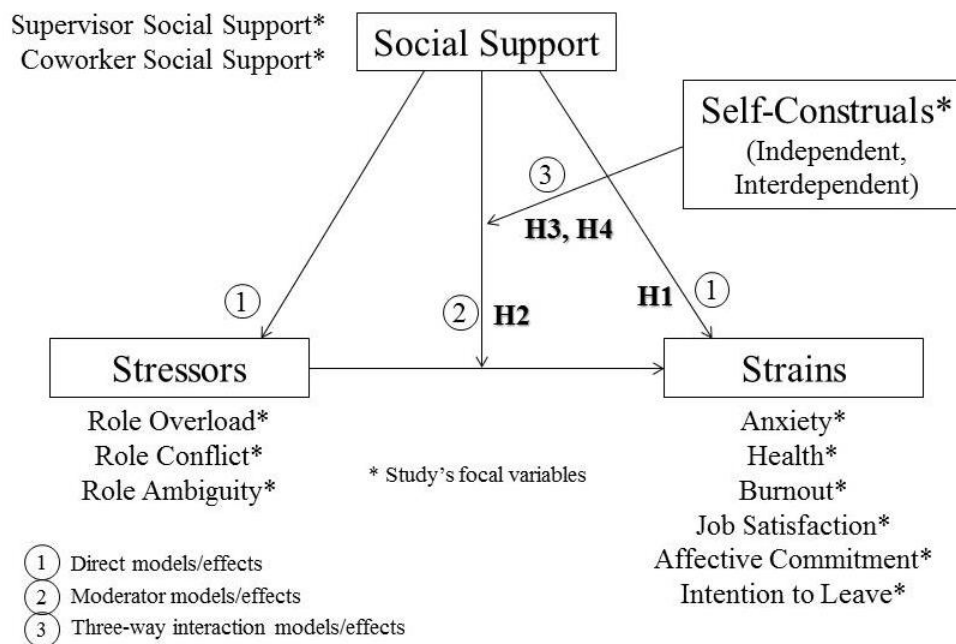 Supervisor Social Support*
Coworker Social Support*
Social Support
Self-Construals*
(Independent,
Interdependent)
3
H3, H4
1
2
H2
H1
1
Stressors
Strains
Role Overload*
Role Conflict*
Role Ambiguity*
* Study's focal variables
Anxiety*
Health*
Burnout*
Job Satisfaction*
Affective Commitment*
Intention to Leave*
1 Direct models/effects
2 Moderator models/effects
3 Three-way interaction models/effects